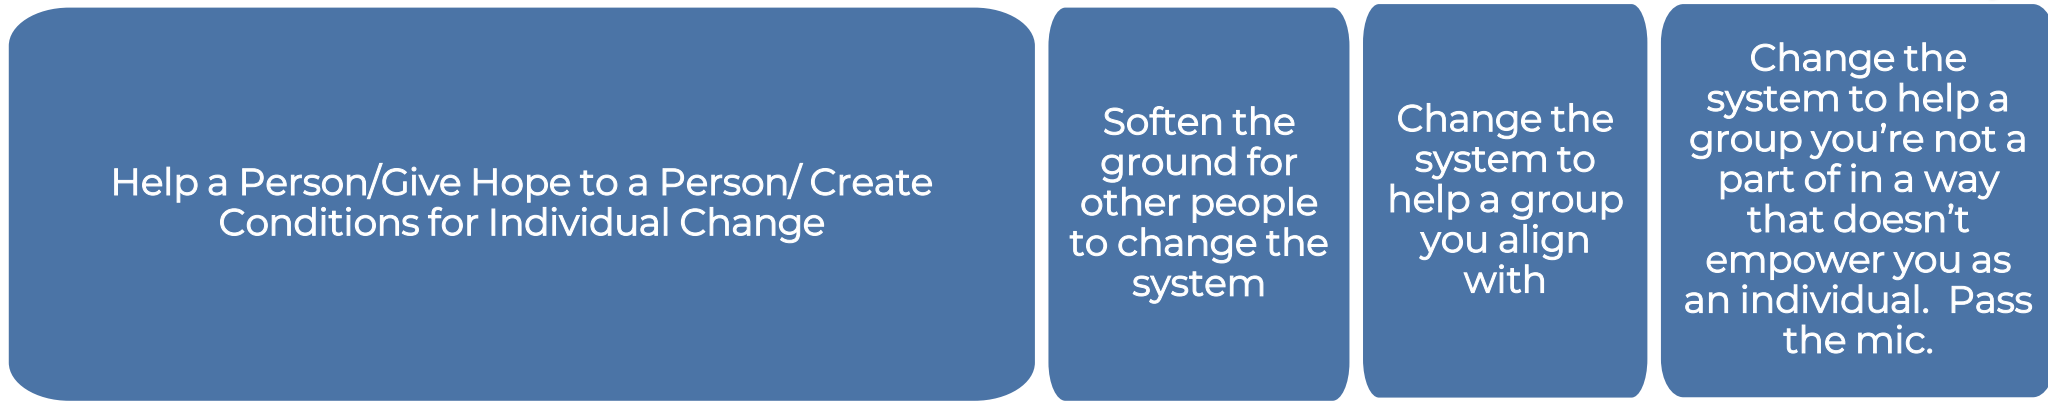 Help a Person/Give Hope to a Person/ Create
Conditions for Individual Change
Soften the
ground for
other people
to change the
system
Change the
system to
help a group
you align
with
Change the
system to help a
group you’re not a
part of in a way
that doesn’t
empower you as
an individual.  Pass
the mic.